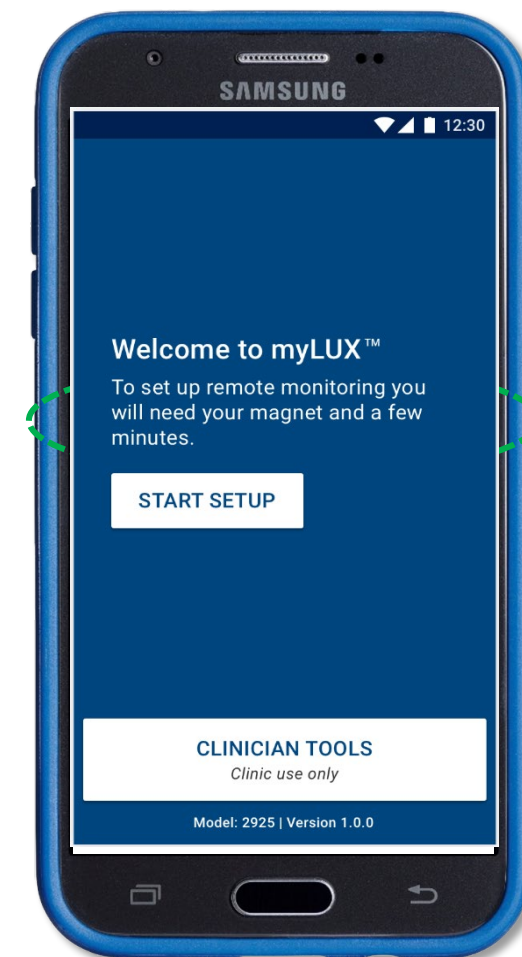 SAMSUNG
12:30
Welcome to myLUX™
To set up remote monitoring you
will need your magnet and a few
minutes.
START SETUP
CLINICIAN TOOLS
Clinic use only
Model: 2925 | Version 1.0.0